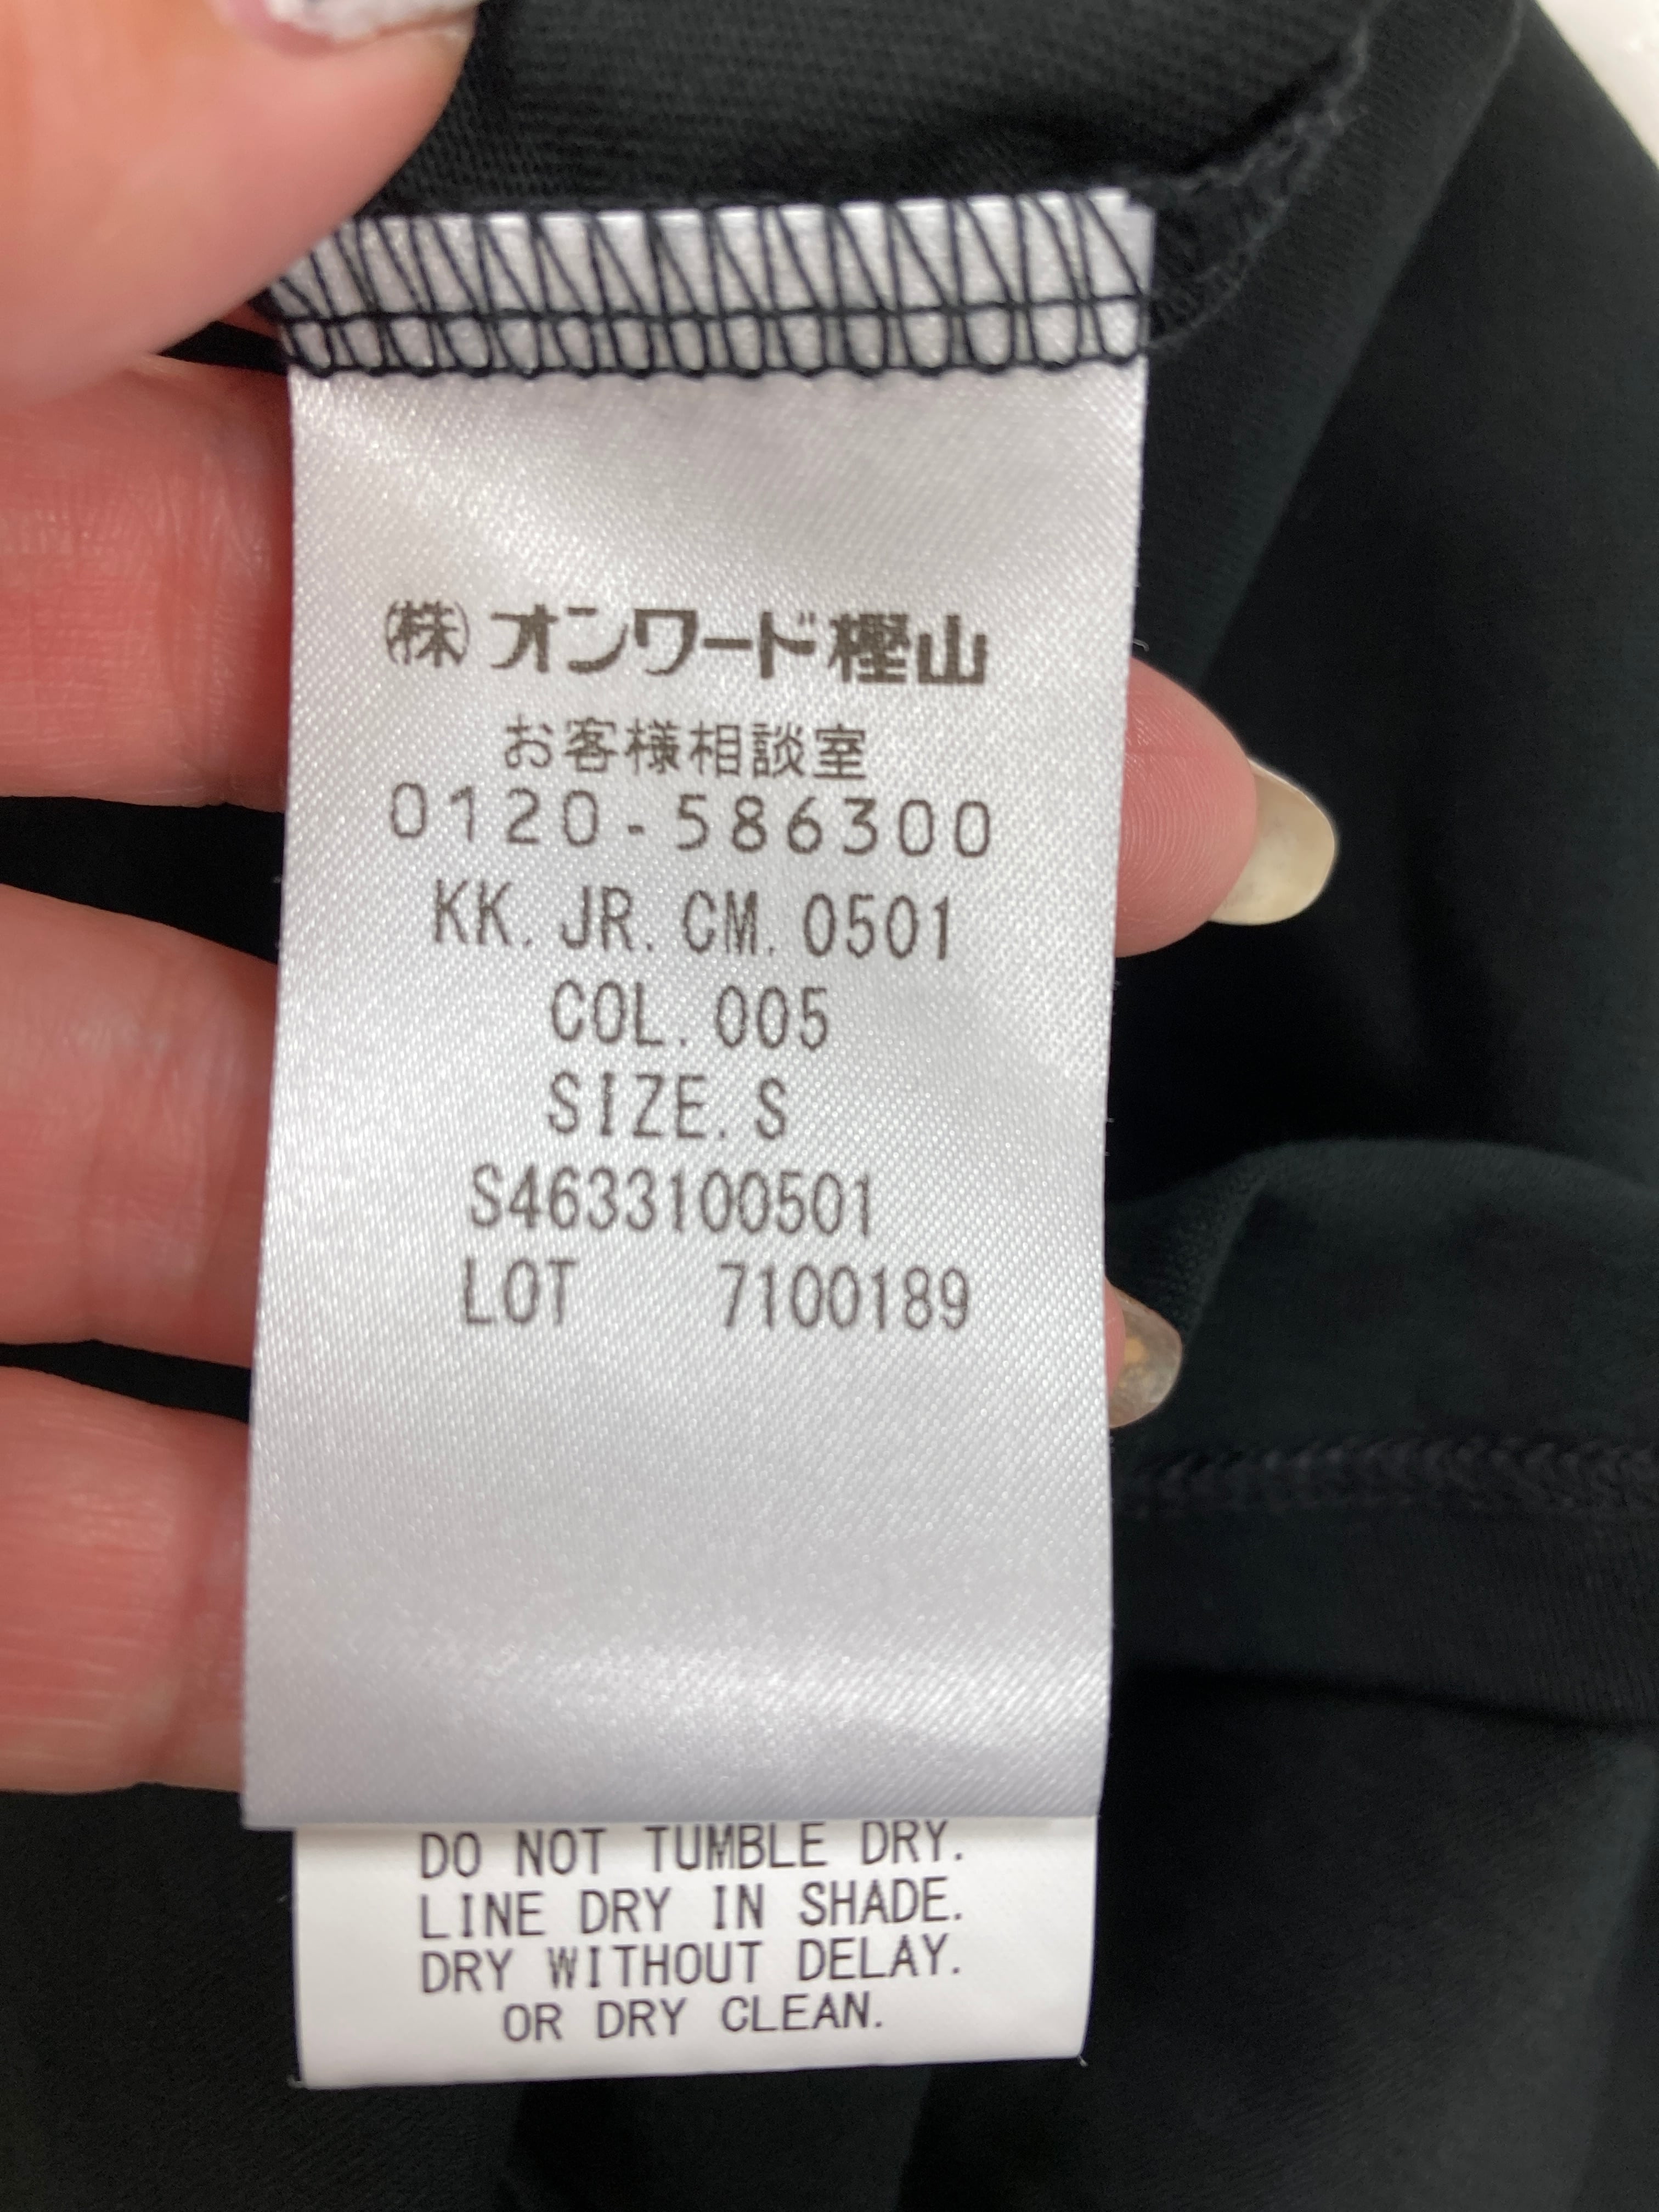 ㈱オンワード樫山
お客様相談室
0120-586300
KK. JR. CM. 0501
COL. 005
SIZE. S
S4633100501
LOT 7100189
DO NOT TUMBLE DRY.
LINE DRY IN SHADE.
DRY WITHOUT DELAY.
OR DRY CLEAN.